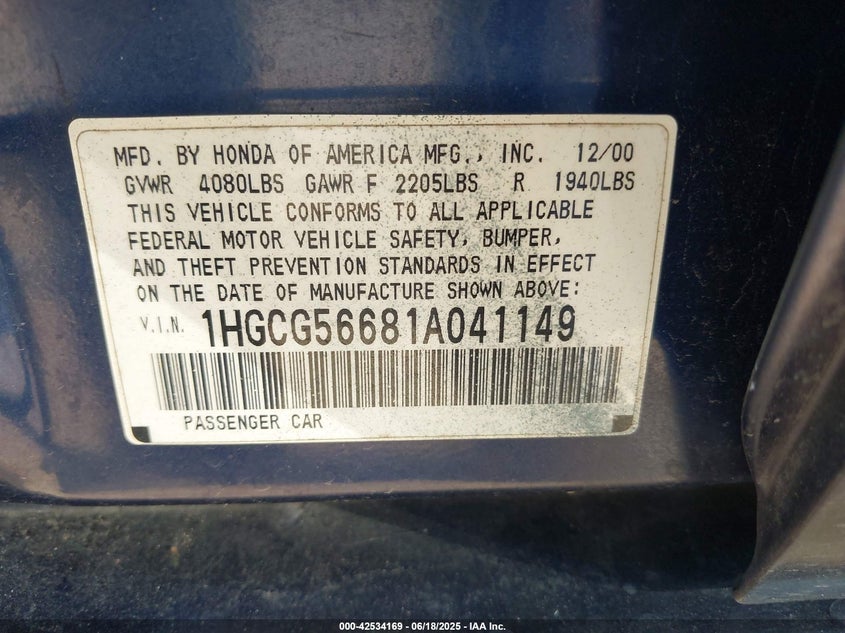 MFD. BY HONDA OF AMERICA MFG., INC. 12/00
GVWR 4080LBS GAWR F 2205LBS R 1940LBS
THIS VEHICLE CONFORMS TO ALL APPLICABLE
FEDERAL MOTOR VEHICLE SAFETY, BUMPER,
AND THEFT PREVENTION STANDARDS IN EFFECT
ON THE DATE OF MANUFACTURE SHOWN ABOVE:
V.I.N. 1HGCG56681A041149
PASSENGER CAR
000-42534169 - 06/18/2025 - IAA Inc.